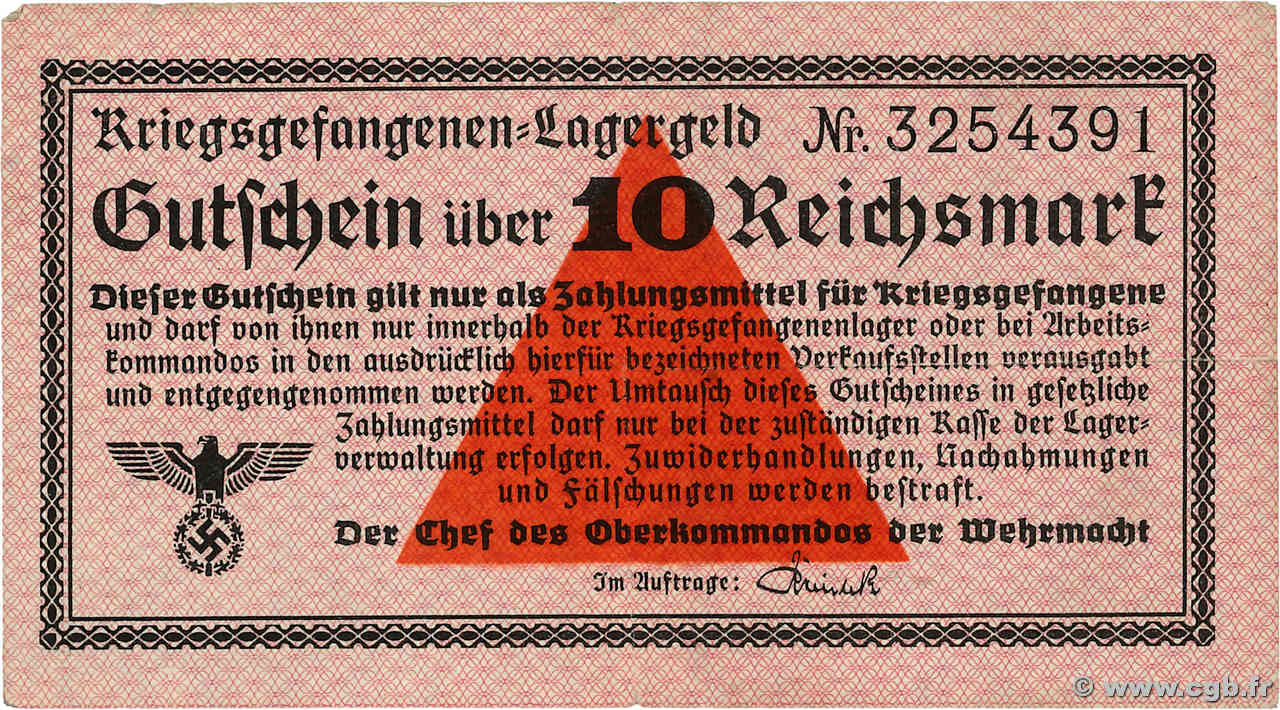 Kriegsgefangenen-Lagergeld Nr. 3254391
Gutschein über 10 Reichsmark
Dieser Gutschein gilt nur als Zahlungsmittel für Kriegsgefangene
und darf von ihnen nur innerhalb der Kriegsgefangenenlager oder bei Arbeits-
kommandos in den ausdrücklich hierfür bezeichneten Verkaufsstellen verausgabt
und entgegengenommen werden. Der Umtausch dieses Gutscheines in gesetzliche
Zahlungsmittel darf nur bei der zuständigen Kasse der Lager-
verwaltung erfolgen. Zuwiderhandlungen, Nachahmungen
und Fälschungen werden bestraft.
Der Chef des Oberkommandos der Wehrmacht
Im Auftrage:
© www.cgb.fr